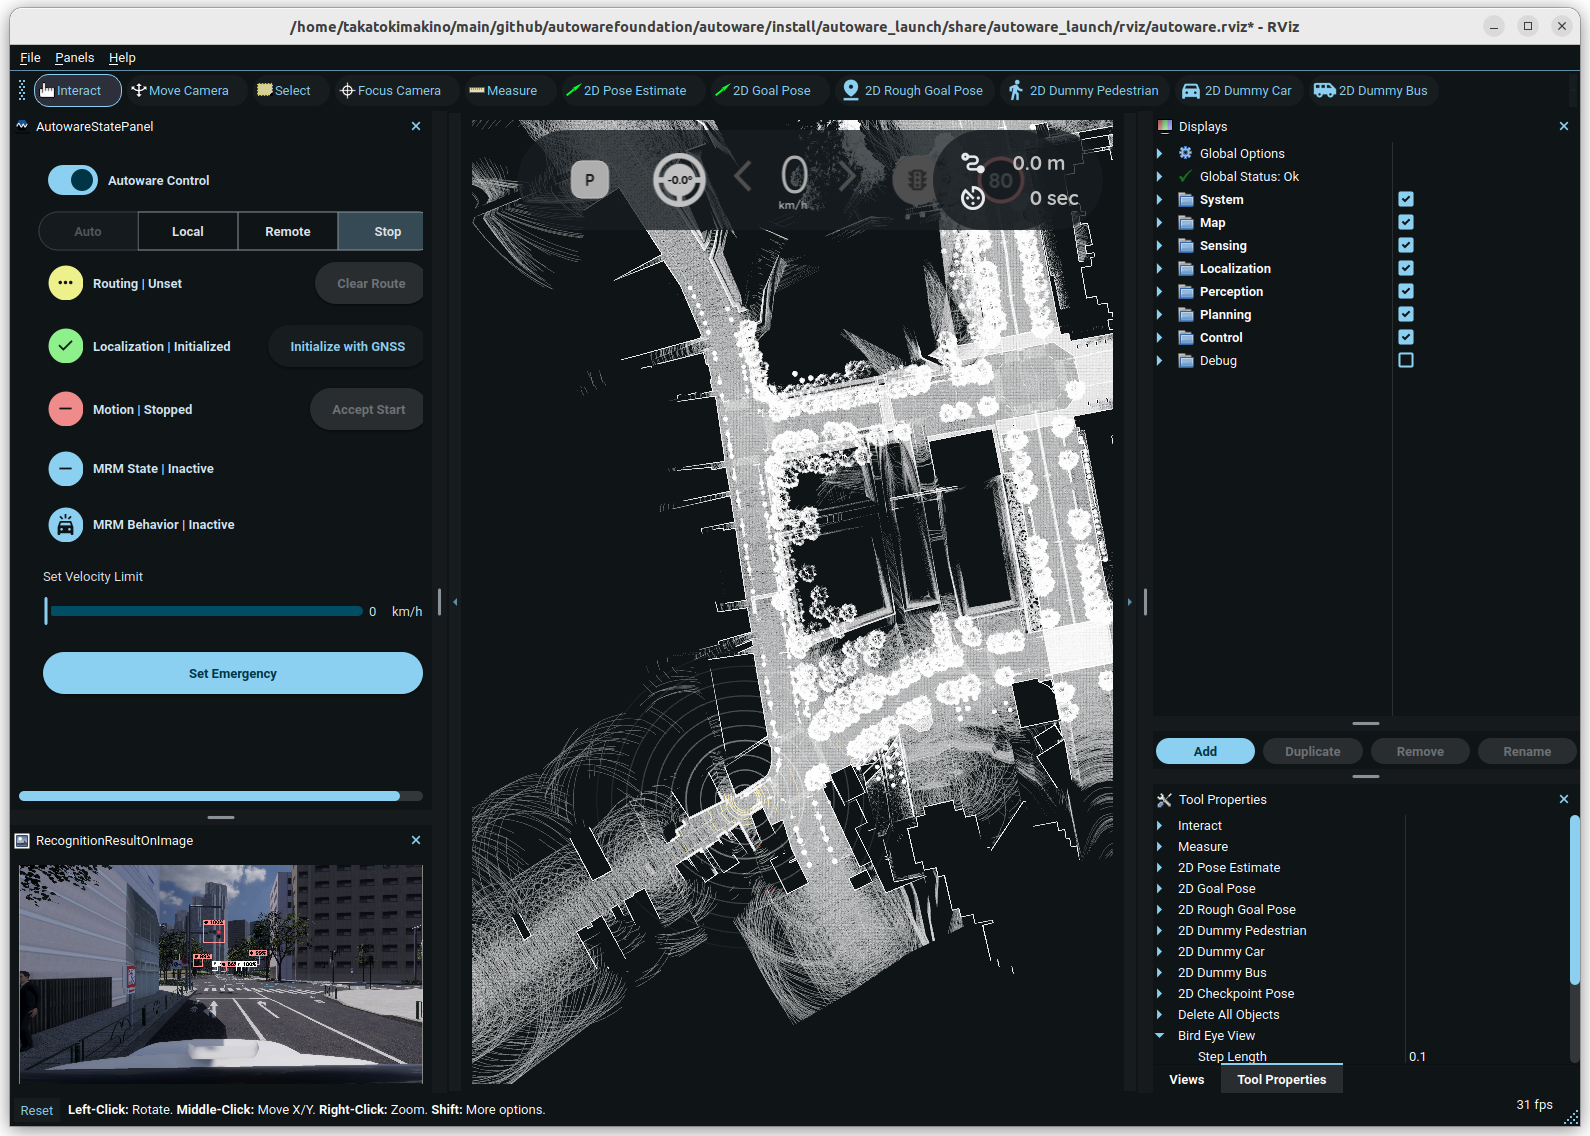 /home/takatokimakino/main/github/autowarefoundation/autoware/install/autoware_launch/share/autoware_launch/rviz/autoware.rviz* - RViz
File Panels Help
Interact Move Camera Select Focus Camera Measure 2D Pose Estimate 2D Goal Pose 2D Rough Goal Pose 2D Dummy Pedestrian 2D Dummy Car 2D Dummy Bus
AutowareStatePanel
Autoware Control
Auto Local Remote Stop
Routing | Unset Clear Route
Localization | Initialized Initialize with GNSS
Motion | Stopped Accept Start
MRM State | Inactive
MRM Behavior | Inactive
Set Velocity Limit
0 km/h
Set Emergency
RecognitionResultOnImage
P -0.0° 0 km/h 80
0.0 m
0 sec
Displays
Global Options
Global Status: Ok
System
Map
Sensing
Localization
Perception
Planning
Control
Debug
Add Duplicate Remove Rename
Tool Properties
Interact
Measure
2D Pose Estimate
2D Goal Pose
2D Rough Goal Pose
2D Dummy Pedestrian
2D Dummy Car
2D Dummy Bus
2D Checkpoint Pose
Delete All Objects
Bird Eye View
Step Length 0.1
Views Tool Properties
Reset Left-Click: Rotate. Middle-Click: Move X/Y. Right-Click: Zoom. Shift: More options.
31 fps